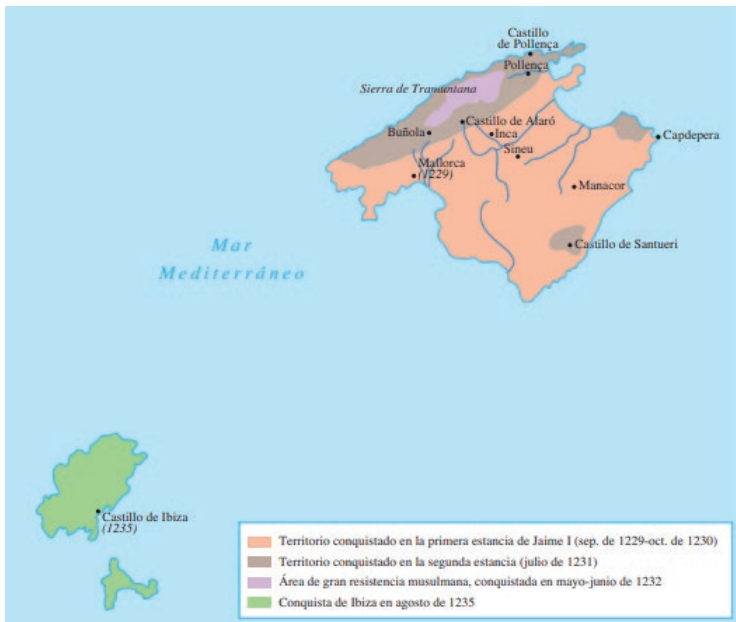 Castillo
de Pollença
Pollença
Sierra de Tramuntana
Castillo de Alaró
Buñola
Inca
Capdepera
Sineu
Mallorca
(1229)
Manacor
Castillo de Santueri
Mar
Mediterráneo
Castillo de Ibiza
(1235)
Territorio conquistado en la primera estancia de Jaime I (sep. de 1229-oct. de 1230)
Territorio conquistado en la segunda estancia (julio de 1231)
Área de gran resistencia musulmana, conquistada en mayo-junio de 1232
Conquista de Ibiza en agosto de 1235